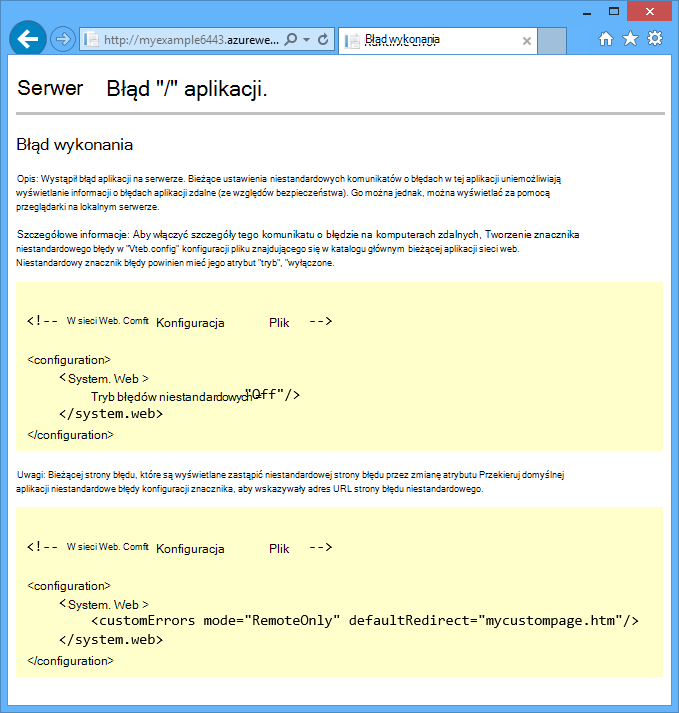 http://myexample6443.azurewe...
Błąd wykonania
Serwer Błąd "/" aplikacji.
Błąd wykonania
Opis: Wystąpił błąd aplikacji na serwerze. Bieżące ustawienia niestandardowych komunikatów o błędach w tej aplikacji uniemożliwiają
wyświetlanie informacji o błędach aplikacji zdalne (ze względów bezpieczeństwa). Go można jednak, można wyświetlać za pomocą
przeglądarki na lokalnym serwerze.
Szczegółowe informacje: Aby włączyć szczegóły tego komunikatu o błędzie na komputerach zdalnych, Tworzenie znacznika
niestandardowego błędy w "Vteb.config" konfiguracji pliku znajdującego się w katalogu głównym bieżącej aplikacji sieci web.
Niestandardowy znacznik błędy powinien mieć jego atrybut "tryb", "wyłączone.
<!-- W sieci Web. Comft Konfiguracja Plik -->
<configuration>
<System. Web >
Tryb błędów niestandardowych = "Off"/>
</system.web>
</configuration>
Uwagi: Bieżącej strony błędu, które są wyświetlane zastąpić niestandardowej strony błędu przez zmianę atrybutu Przekieruj domyślnej
aplikacji niestandardowe błędy konfiguracji znacznika, aby wskazywały adres URL strony błędu niestandardowego.
<!-- W sieci Web. Comft Konfiguracja Plik -->
<configuration>
<System. Web >
<customErrors mode="RemoteOnly" defaultRedirect="mycustompage.htm"/>
</system.web>
</configuration>